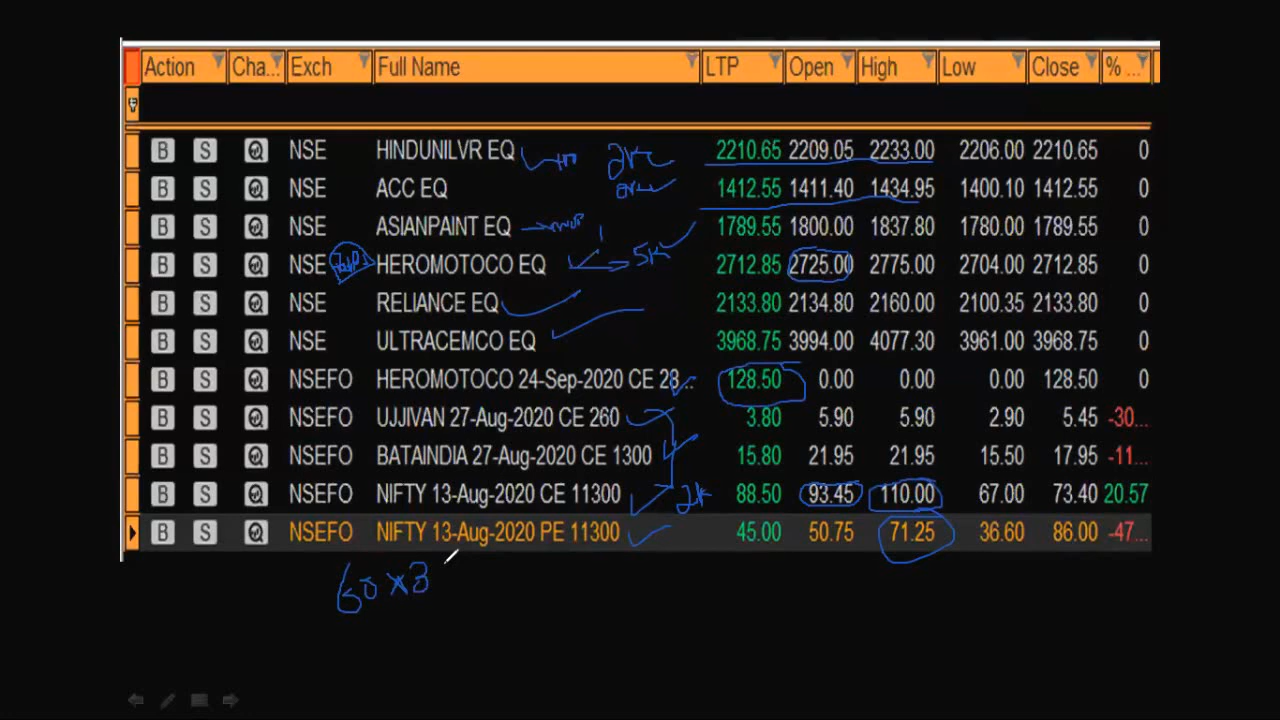 Action Cha... Exch Full Name LTP Open High Low Close % ...
B S NSE HINDUNILVR EQ 2K 2210.65 2209.05 2233.00 2206.00 2210.65 0
B S NSE ACC EQ 1412.55 1411.40 1434.95 1400.10 1412.55 0
B S NSE ASIANPAINT EQ 1789.55 1800.00 1837.80 1780.00 1789.55 0
B S NSE HEROMOTOCO EQ 5K 2712.85 2725.00 2775.00 2704.00 2712.85 0
B S NSE RELIANCE EQ 2133.80 2134.80 2160.00 2100.35 2133.80 0
B S NSE ULTRACEMCO EQ 3968.75 3994.00 4077.30 3961.00 3968.75 0
B S NSEFO HEROMOTOCO 24-Sep-2020 CE 28... 128.50 0.00 0.00 0.00 128.50 0
B S NSEFO UJJIVAN 27-Aug-2020 CE 260 3.80 5.90 5.90 2.90 5.45 -30...
B S NSEFO BATAINDIA 27-Aug-2020 CE 1300 15.80 21.95 21.95 15.50 17.95 -11...
B S NSEFO NIFTY 13-Aug-2020 CE 11300 2K 88.50 93.45 110.00 67.00 73.40 20.57
B S NSEFO NIFTY 13-Aug-2020 PE 11300 45.00 50.75 71.25 36.60 86.00 -47...
60 x 3